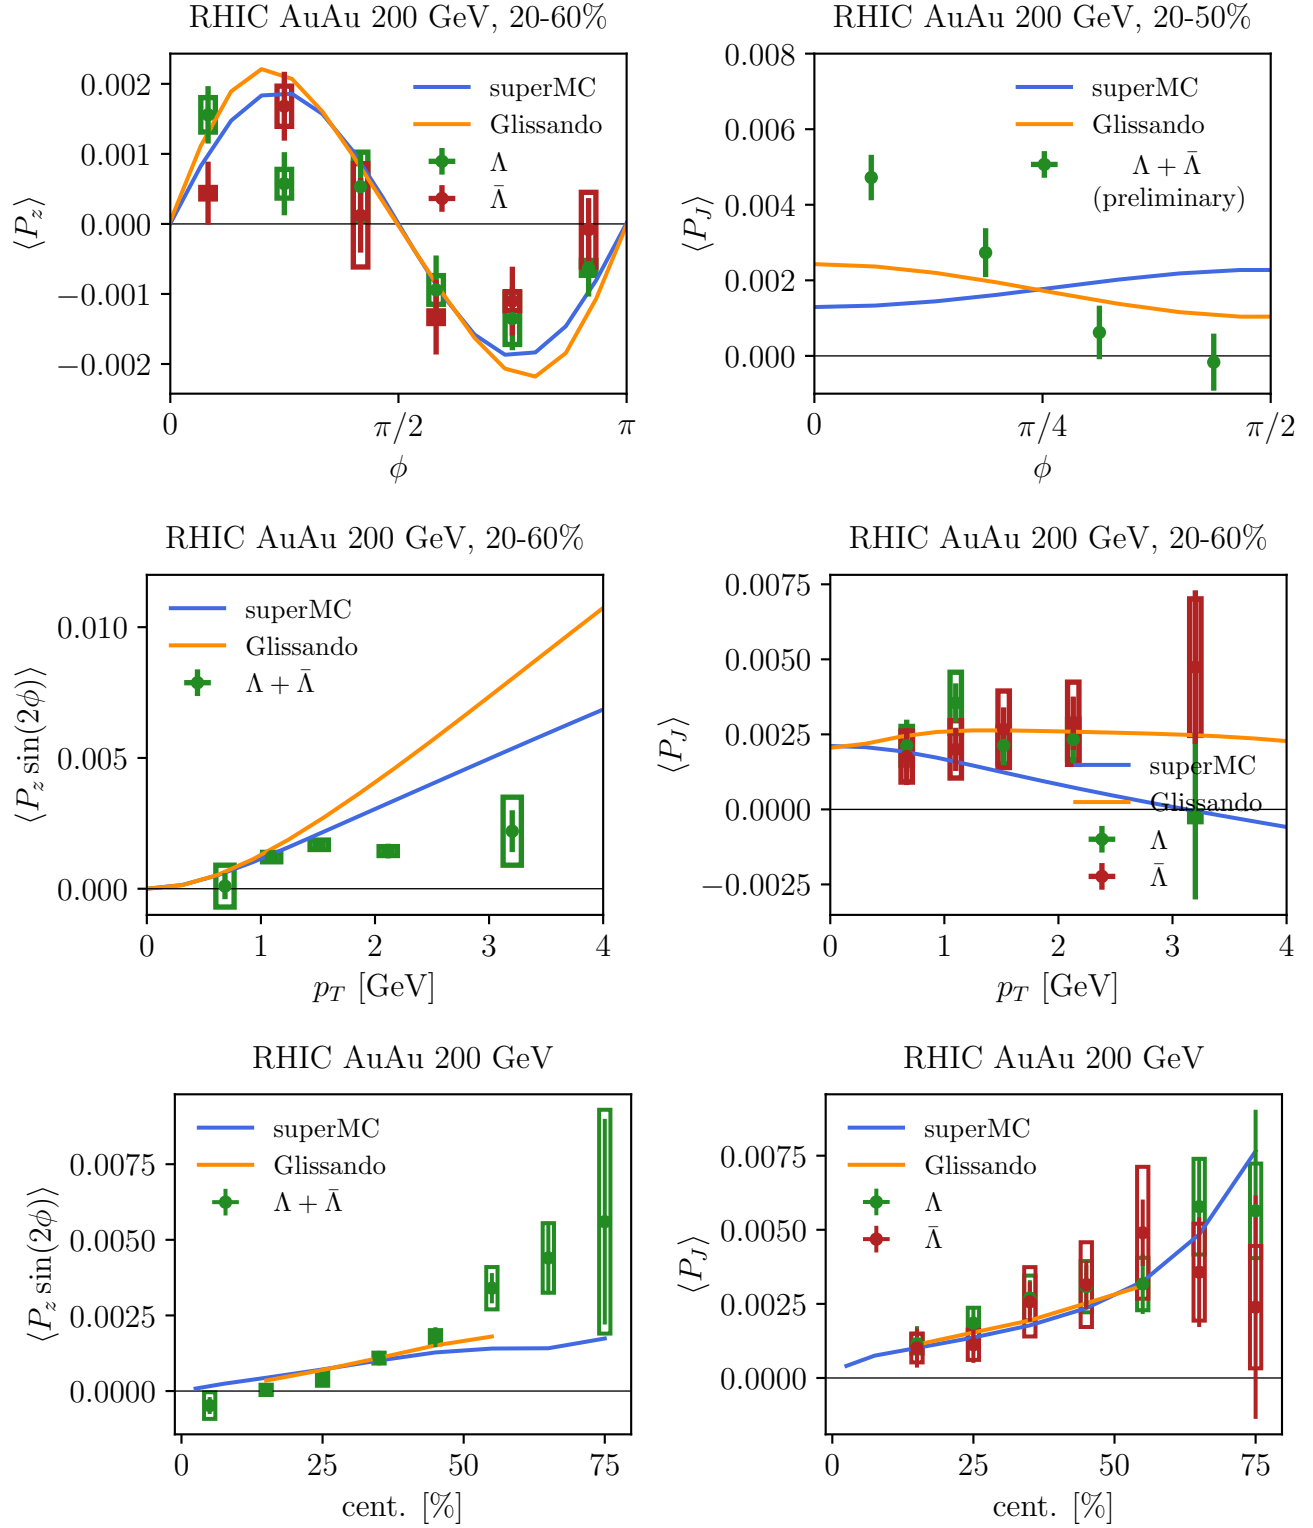 RHIC AuAu 200 GeV, 20-60%
⟨P_z⟩
0.002
0.001
0.000
−0.001
−0.002
superMC
Glissando
Λ
Λ̄
0
π/2
π
ϕ
RHIC AuAu 200 GeV, 20-50%
⟨P_J⟩
0.008
0.006
0.004
0.002
0.000
superMC
Glissando
Λ + Λ̄
(preliminary)
0
π/4
π/2
ϕ
RHIC AuAu 200 GeV, 20-60%
⟨P_z sin(2ϕ)⟩
0.010
0.005
0.000
superMC
Glissando
Λ + Λ̄
0 1 2 3 4
p_T [GeV]
RHIC AuAu 200 GeV, 20-60%
⟨P_J⟩
0.0075
0.0050
0.0025
0.0000
−0.0025
superMC
Glissando
Λ
Λ̄
0 1 2 3 4
p_T [GeV]
RHIC AuAu 200 GeV
⟨P_z sin(2ϕ)⟩
0.0075
0.0050
0.0025
0.0000
superMC
Glissando
Λ + Λ̄
0 25 50 75
cent. [%]
RHIC AuAu 200 GeV
⟨P_J⟩
0.0075
0.0050
0.0025
0.0000
superMC
Glissando
Λ
Λ̄
0 25 50 75
cent. [%]